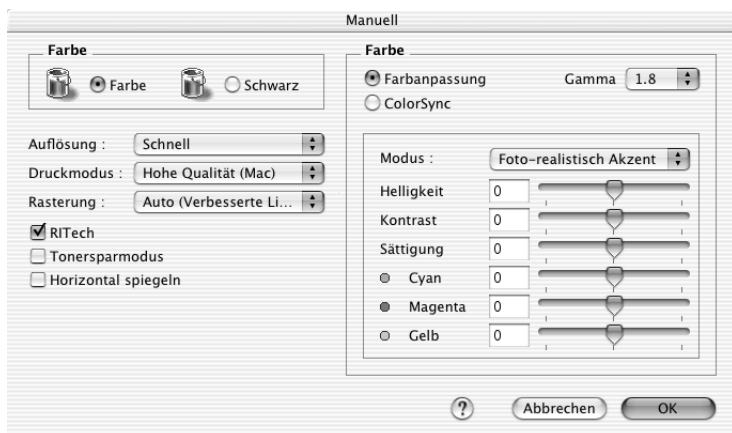 Manuell
Farbe
Farbe
Schwarz
Auflösung :
Schnell
Druckmodus :
Hohe Qualität (Mac)
Rasterung :
Auto (Verbesserte Li...
RITech
Tonersparmodus
Horizontal spiegeln
Farbe
Farbanpassung
Gamma
1.8
ColorSync
Modus :
Foto-realistisch Akzent
Helligkeit
0
Kontrast
0
Sättigung
0
Cyan
0
Magenta
0
Gelb
0
?
Abbrechen
OK